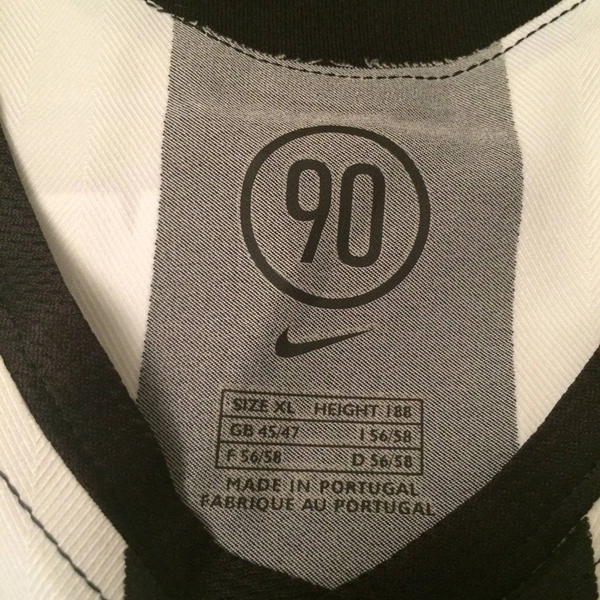 90
SIZE XL HEIGHT 188
GB 45/47 I 56/58
F 56/58 D 56/58
MADE IN PORTUGAL
FABRIQUE AU PORTUGAL